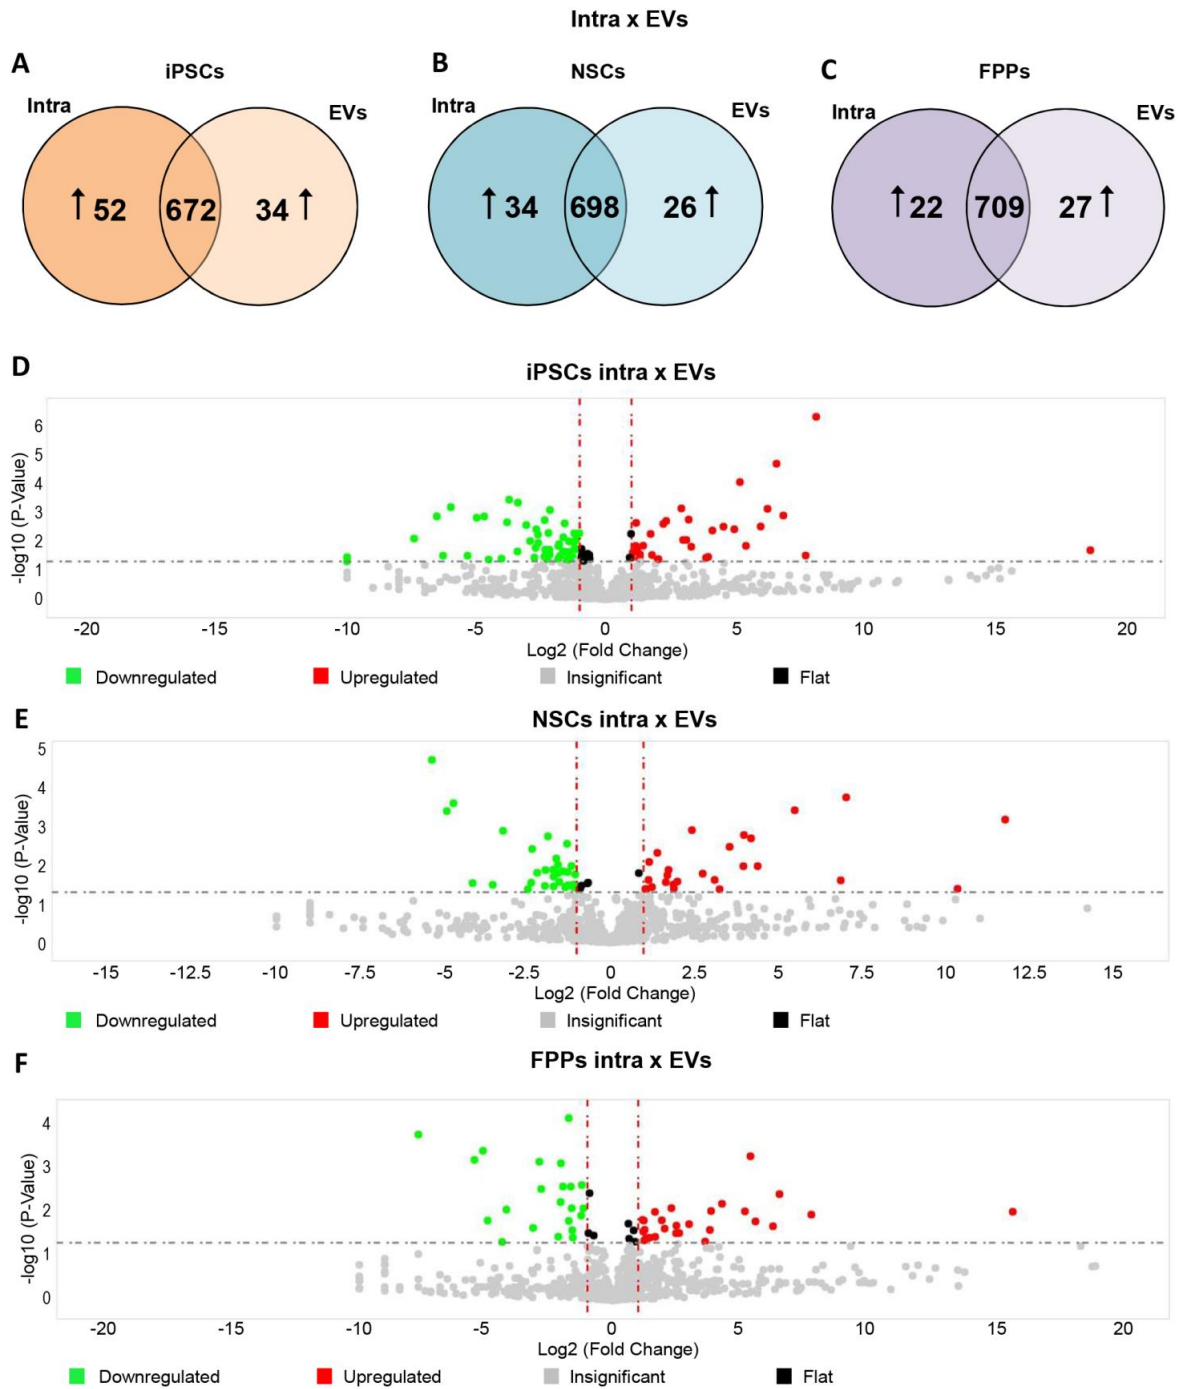 Intra x EVs
A
iPSCs
Intra
EVs
↑ 52
672
34 ↑
B
NSCs
Intra
EVs
↑ 34
698
26 ↑
C
FPPs
Intra
EVs
↑ 22
709
27 ↑
D
iPSCs intra x EVs
-log10 (P-Value)
6
5
4
3
2
1
0
-20 -15 -10 -5 0 5 10 15 20
Log2 (Fold Change)
Downregulated Upregulated Insignificant Flat
E
NSCs intra x EVs
-log10 (P-Value)
5
4
3
2
1
0
-15 -12.5 -10 -7.5 -5 -2.5 0 2.5 5 7.5 10 12.5 15
Log2 (Fold Change)
Downregulated Upregulated Insignificant Flat
F
FPPs intra x EVs
-log10 (P-Value)
4
3
2
1
0
-20 -15 -10 -5 0 5 10 15 20
Log2 (Fold Change)
Downregulated Upregulated Insignificant Flat